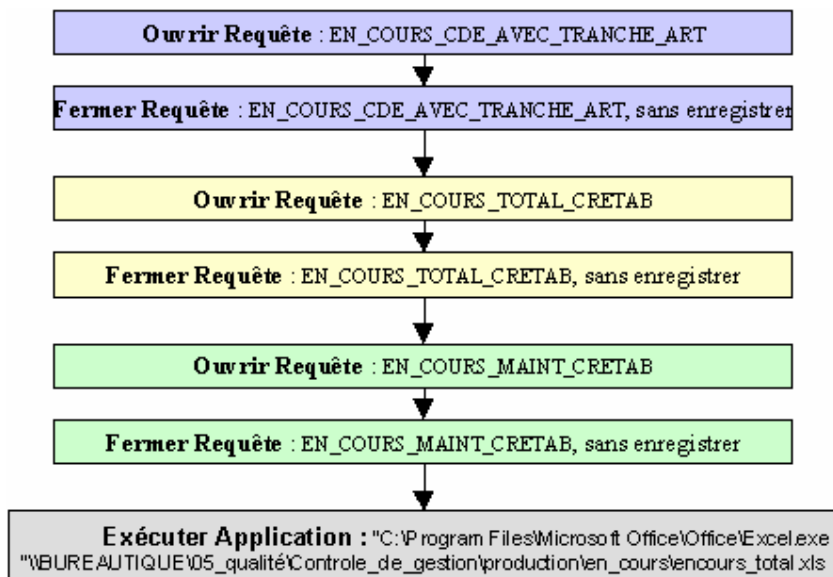 Ouvrir Requête : EN_COURS_CDE_AVEC_TRANCHE_ART
Fermer Requête : EN_COURS_CDE_AVEC_TRANCHE_ART, sans enregistrer
Ouvrir Requête : EN_COURS_TOTAL_CRETAB
Fermer Requête : EN_COURS_TOTAL_CRETAB, sans enregistrer
Ouvrir Requête : EN_COURS_MAINT_CRETAB
Fermer Requête : EN_COURS_MAINT_CRETAB, sans enregistrer
Exécuter Application : "C:\Program Files\Microsoft Office\Office\Excel.exe
"\\BUREAUTIQUE\05_qualité\Controle_de_gestion\production\en_cours\encours_total.xls